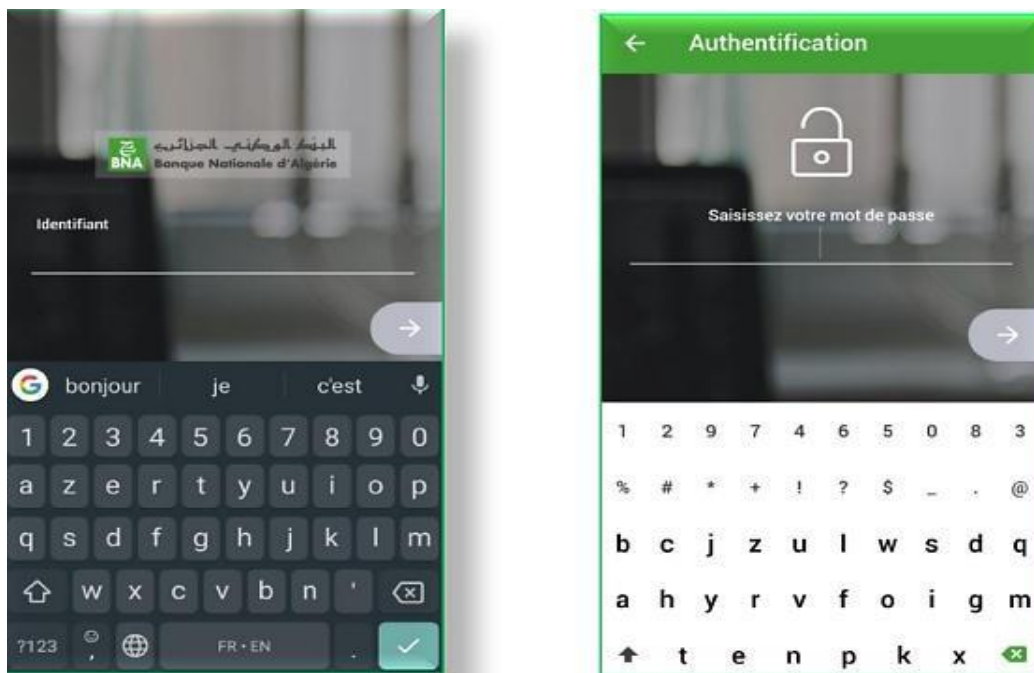 البنك الوطني الجزائري
BNA Banque Nationale d'Algérie
Identifiant
bonjour je c'est
1 2 3 4 5 6 7 8 9 0
a z e r t y u i o p
q s d f g h j k l m
w x c v b n '
?123 , FR • EN .
Authentification
Saisissez votre mot de passe
1 2 9 7 4 6 5 0 8 3
% # * + ! ? $ _ . @
b c j z u l w s d q
a h y r v f o i g m
t e n p k x